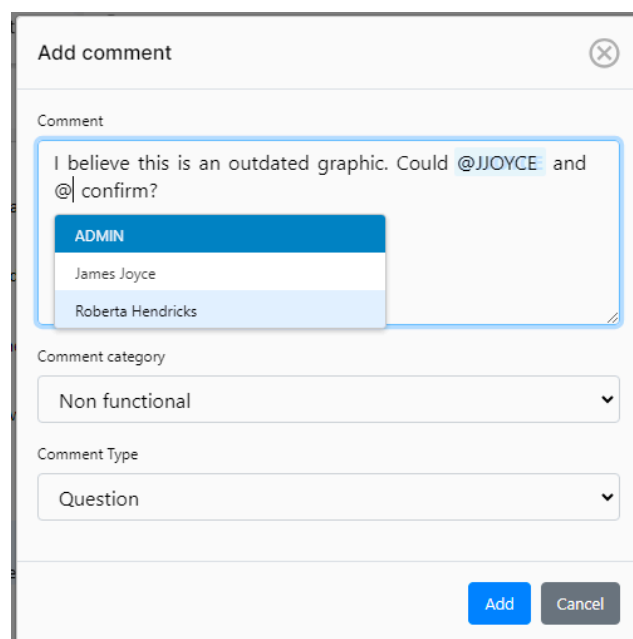 Add comment
Comment
I believe this is an outdated graphic. Could @JJOYCE and
@ confirm?
ADMIN
James Joyce
Roberta Hendricks
Comment category
Non functional
Comment Type
Question
Add Cancel